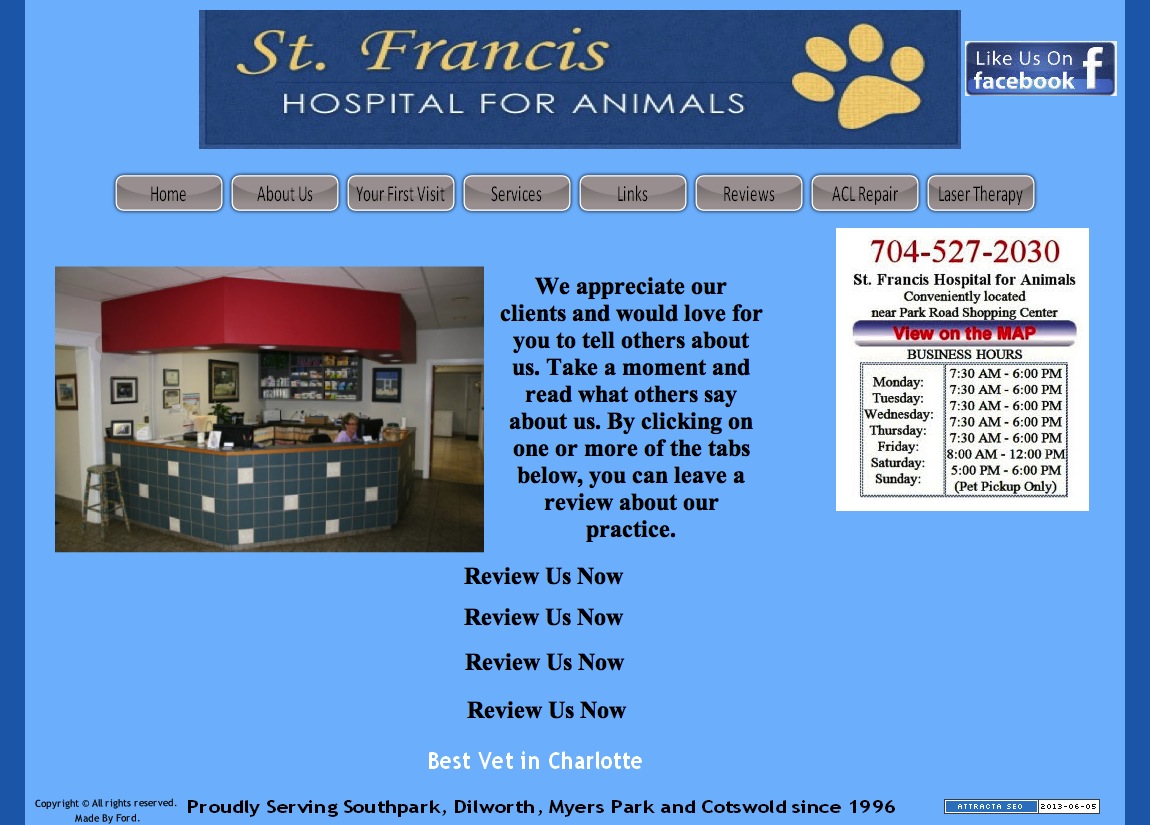 St. Francis
HOSPITAL FOR ANIMALS
Like Us On
facebook f
Home
About Us
Your First Visit
Services
Links
Reviews
ACL Repair
Laser Therapy
704-527-2030
St. Francis Hospital for Animals
Conveniently located
near Park Road Shopping Center
View on the MAP
BUSINESS HOURS
Monday:
Tuesday:
Wednesday:
Thursday:
Friday:
Saturday:
Sunday:
7:30 AM - 6:00 PM
7:30 AM - 6:00 PM
7:30 AM - 6:00 PM
7:30 AM - 6:00 PM
7:30 AM - 6:00 PM
8:00 AM - 12:00 PM
5:00 PM - 6:00 PM
(Pet Pickup Only)
We appreciate our
clients and would love for
you to tell others about
us. Take a moment and
read what others say
about us. By clicking on
one or more of the tabs
below, you can leave a
review about our
practice.
Review Us Now
Review Us Now
Review Us Now
Review Us Now
Best Vet in Charlotte
Copyright © All rights reserved.
Made By Ford.
Proudly Serving Southpark, Dilworth, Myers Park and Cotswold since 1996
ATTRACTA SEO 2013-06-05